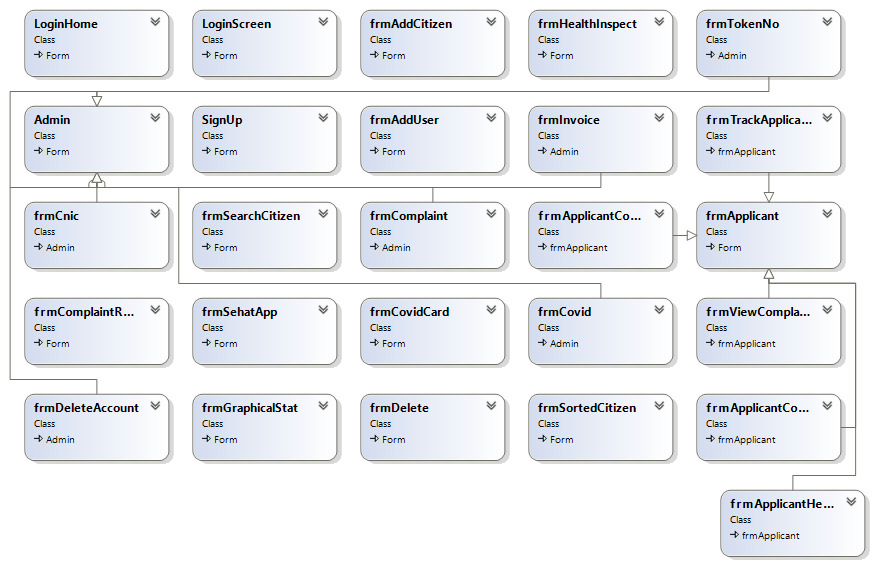 LoginHome
Class
Form
LoginScreen
Class
Form
frmAddCitizen
Class
Form
frmHealthInspect
Class
Form
frmTokenNo
Class
Admin
Admin
Class
Form
SignUp
Class
Form
frmAddUser
Class
Form
frmInvoice
Class
Admin
frmTrackApplica...
Class
frmApplicant
frmCnic
Class
Admin
frmSearchCitizen
Class
Form
frmComplaint
Class
Admin
frmApplicantCo...
Class
frmApplicant
frmApplicant
Class
Form
frmComplaintR...
Class
Form
frmSehatApp
Class
Form
frmCovidCard
Class
Form
frmCovid
Class
Admin
frmViewCompla...
Class
frmApplicant
frmDeleteAccount
Class
Admin
frmGraphicalStat
Class
Form
frmDelete
Class
Form
frmSortedCitizen
Class
Form
frmApplicantCo...
Class
frmApplicant
frmApplicantHe...
Class
frmApplicant